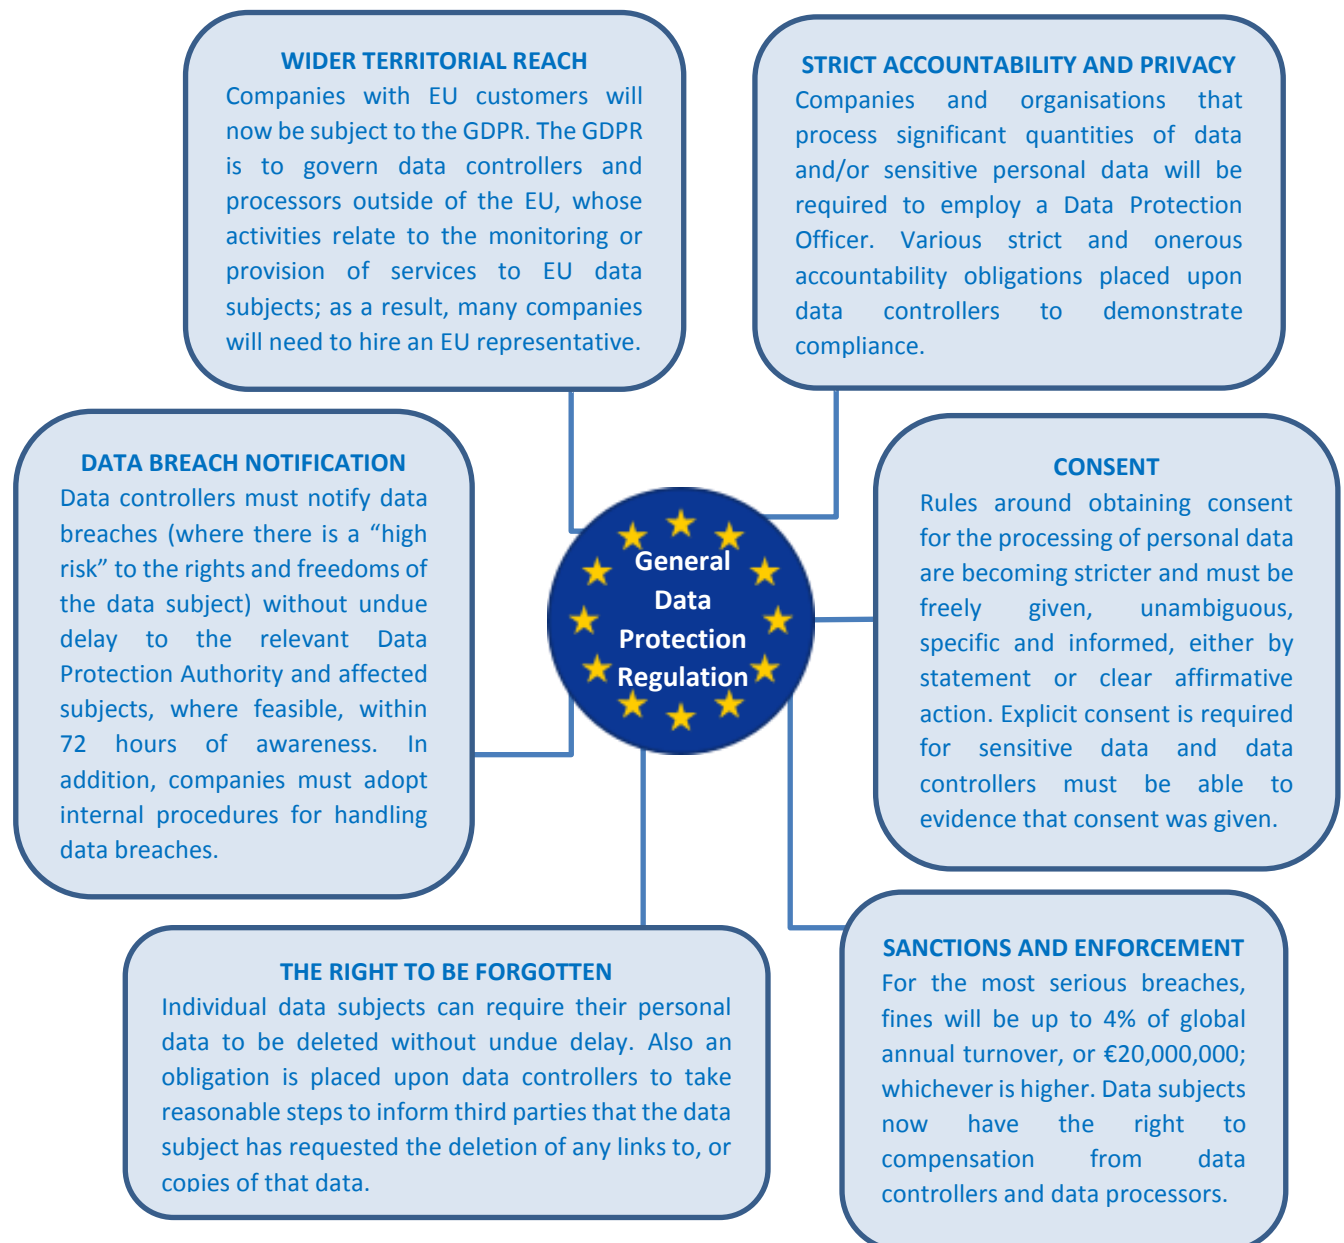 WIDER TERRITORIAL REACH
Companies with EU customers will
now be subject to the GDPR. The GDPR
is to govern data controllers and
processors outside of the EU, whose
activities relate to the monitoring or
provision of services to EU data
subjects; as a result, many companies
will need to hire an EU representative.
STRICT ACCOUNTABILITY AND PRIVACY
Companies and organisations that
process significant quantities of data
and/or sensitive personal data will be
required to employ a Data Protection
Officer. Various strict and onerous
accountability obligations placed upon
data controllers to demonstrate
compliance.
DATA BREACH NOTIFICATION
Data controllers must notify data
breaches (where there is a “high
risk” to the rights and freedoms of
the data subject) without undue
delay to the relevant Data
Protection Authority and affected
subjects, where feasible, within
72 hours of awareness. In
addition, companies must adopt
internal procedures for handling
data breaches.
General
Data
Protection
Regulation
CONSENT
Rules around obtaining consent
for the processing of personal data
are becoming stricter and must be
freely given, unambiguous,
specific and informed, either by
statement or clear affirmative
action. Explicit consent is required
for sensitive data and data
controllers must be able to
evidence that consent was given.
THE RIGHT TO BE FORGOTTEN
Individual data subjects can require their personal
data to be deleted without undue delay. Also an
obligation is placed upon data controllers to take
reasonable steps to inform third parties that the data
subject has requested the deletion of any links to, or
copies of that data.
SANCTIONS AND ENFORCEMENT
For the most serious breaches,
fines will be up to 4% of global
annual turnover, or €20,000,000;
whichever is higher. Data subjects
now have the right to
compensation from data
controllers and data processors.